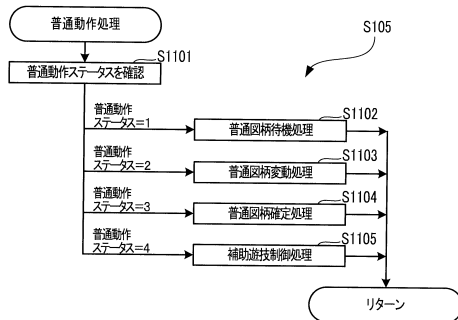 普通動作処理
S105
S1101
普通動作ステータスを確認
普通動作
ステータス=1
S1102
普通図柄待機処理
普通動作
ステータス=2
S1103
普通図柄変動処理
普通動作
ステータス=3
S1104
普通図柄確定処理
普通動作
ステータス=4
S1105
補助遊技制御処理
リターン